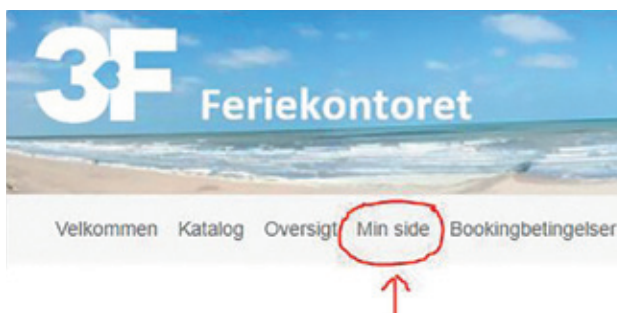 3F Feriekontoret
Velkommen Katalog Oversigt Min side Bookingbetingelser